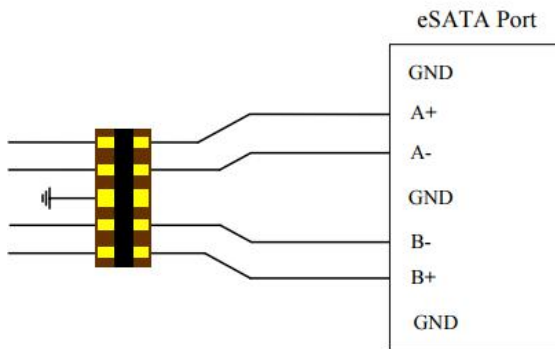 eSATA Port
GND
A+
A-
GND
B-
B+
GND